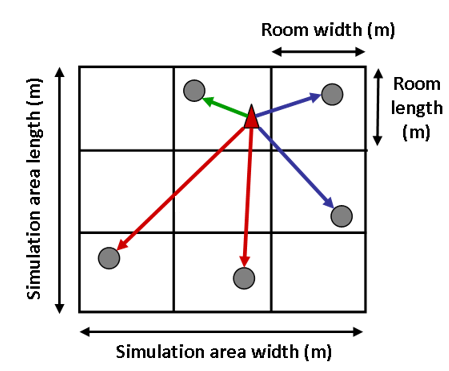 Room width (m)
Room
length
(m)
Simulation area length (m)
Simulation area width (m)